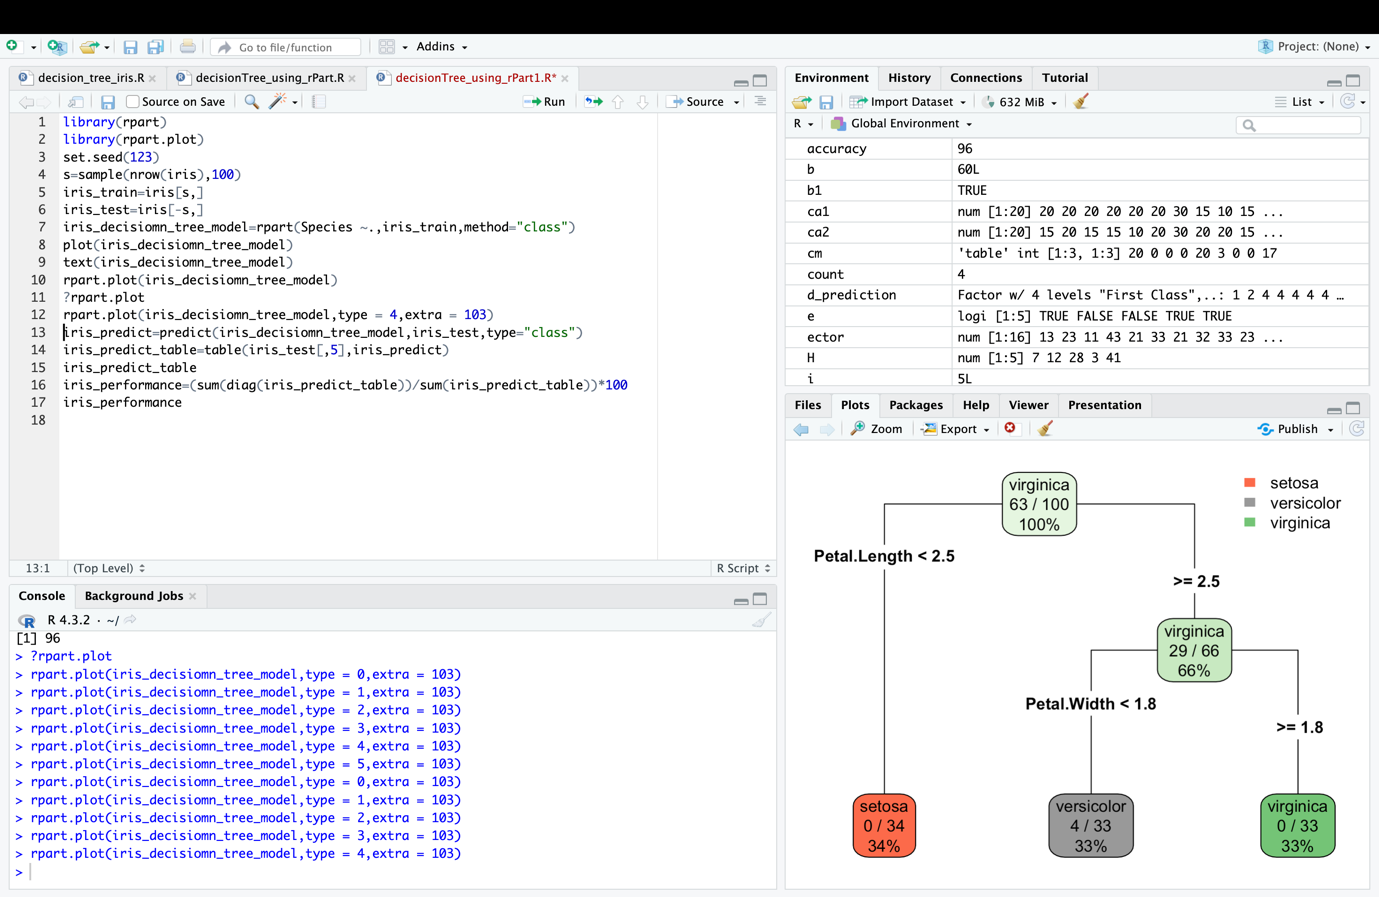 Go to file/function
Addins
Project: (None)
decision_tree_iris.R
decisionTree_using_rPart.R
decisionTree_using_rPart1.R*
Source on Save
Run
Source
1 library(rpart)
2 library(rpart.plot)
3 set.seed(123)
4 s=sample(nrow(iris),100)
5 iris_train=iris[s,]
6 iris_test=iris[-s,]
7 iris_decisiomn_tree_model=rpart(Species ~.,iris_train,method="class")
8 plot(iris_decisiomn_tree_model)
9 text(iris_decisiomn_tree_model)
10 rpart.plot(iris_decisiomn_tree_model)
11 ?rpart.plot
12 rpart.plot(iris_decisiomn_tree_model,type = 4,extra = 103)
13 iris_predict=predict(iris_decisiomn_tree_model,iris_test,type="class")
14 iris_predict_table=table(iris_test[,5],iris_predict)
15 iris_predict_table
16 iris_performance=(sum(diag(iris_predict_table))/sum(iris_predict_table))*100
17 iris_performance
18
13:1 (Top Level) R Script
Console Background Jobs
R 4.3.2 · ~/
[1] 96
> ?rpart.plot
> rpart.plot(iris_decisiomn_tree_model,type = 0,extra = 103)
> rpart.plot(iris_decisiomn_tree_model,type = 1,extra = 103)
> rpart.plot(iris_decisiomn_tree_model,type = 2,extra = 103)
> rpart.plot(iris_decisiomn_tree_model,type = 3,extra = 103)
> rpart.plot(iris_decisiomn_tree_model,type = 4,extra = 103)
> rpart.plot(iris_decisiomn_tree_model,type = 5,extra = 103)
> rpart.plot(iris_decisiomn_tree_model,type = 0,extra = 103)
> rpart.plot(iris_decisiomn_tree_model,type = 1,extra = 103)
> rpart.plot(iris_decisiomn_tree_model,type = 2,extra = 103)
> rpart.plot(iris_decisiomn_tree_model,type = 3,extra = 103)
> rpart.plot(iris_decisiomn_tree_model,type = 4,extra = 103)
>
Environment History Connections Tutorial
Import Dataset 632 MiB List
R Global Environment
accuracy 96
b 60L
b1 TRUE
ca1 num [1:20] 20 20 20 20 20 20 30 15 10 15 ...
ca2 num [1:20] 15 20 15 15 10 20 30 20 20 15 ...
cm 'table' int [1:3, 1:3] 20 0 0 0 20 3 0 0 17
count 4
d_prediction Factor w/ 4 levels "First Class",..: 1 2 4 4 4 4 4 …
e logi [1:5] TRUE FALSE FALSE TRUE TRUE
ector num [1:16] 13 23 11 43 21 33 21 32 33 23 ...
H num [1:5] 7 12 28 3 41
i 5L
Files Plots Packages Help Viewer Presentation
Zoom Export Publish
virginica
63 / 100
100%
setosa
versicolor
virginica
Petal.Length < 2.5
>= 2.5
virginica
29 / 66
66%
Petal.Width < 1.8
>= 1.8
setosa
0 / 34
34%
versicolor
4 / 33
33%
virginica
0 / 33
33%